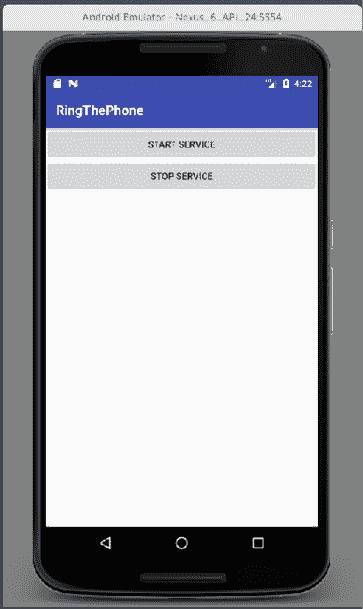 Android Emulator - Nexus_6_API_24:5554
4:22
RingThePhone
START SERVICE
STOP SERVICE